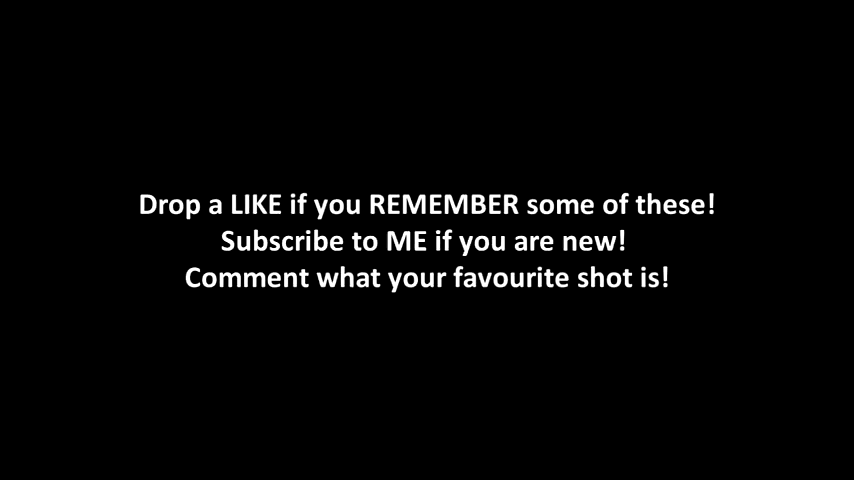 Drop a LIKE if you REMEMBER some of these!
Subscribe to ME if you are new!
Comment what your favourite shot is!